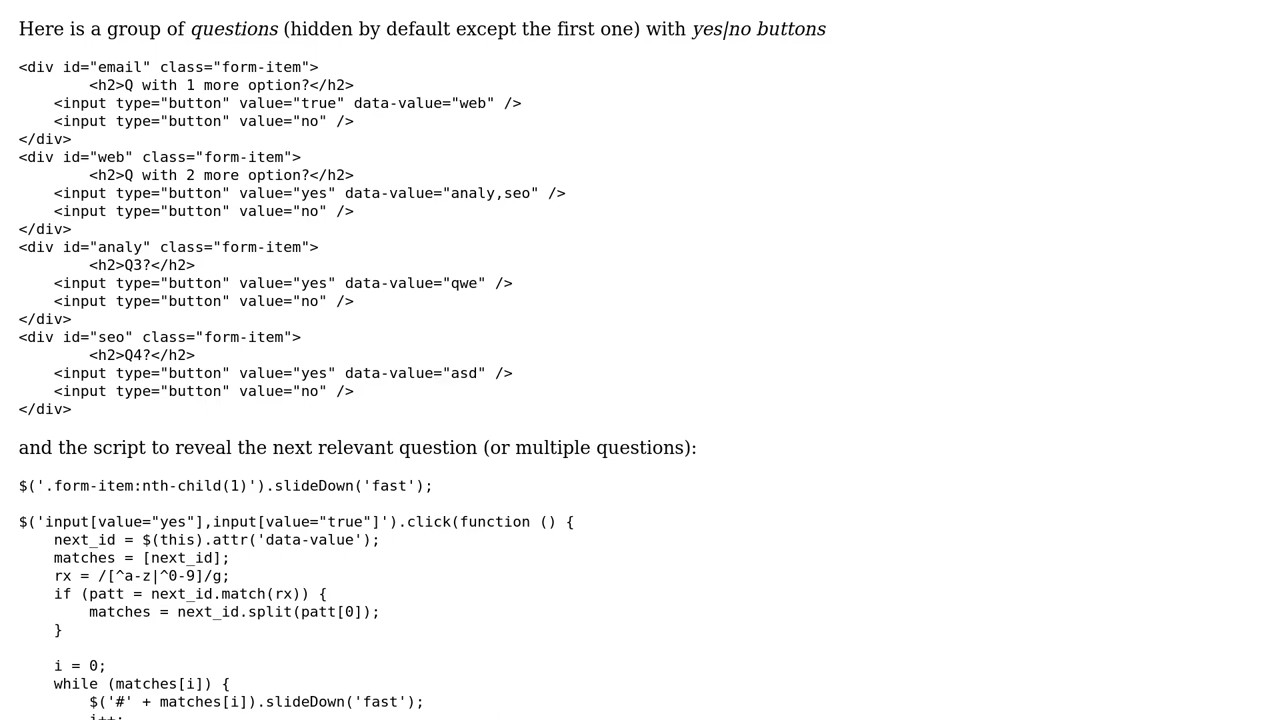 Here is a group of questions (hidden by default except the first one) with yes|no buttons
<div id="email" class="form-item">
        <h2>Q with 1 more option?</h2>
    <input type="button" value="true" data-value="web" />
    <input type="button" value="no" />
</div>
<div id="web" class="form-item">
        <h2>Q with 2 more option?</h2>
    <input type="button" value="yes" data-value="analy,seo" />
    <input type="button" value="no" />
</div>
<div id="analy" class="form-item">
        <h2>Q3?</h2>
    <input type="button" value="yes" data-value="qwe" />
    <input type="button" value="no" />
</div>
<div id="seo" class="form-item">
        <h2>Q4?</h2>
    <input type="button" value="yes" data-value="asd" />
    <input type="button" value="no" />
</div>
and the script to reveal the next relevant question (or multiple questions):
$('.form-item:nth-child(1)').slideDown('fast');
$('input[value="yes"],input[value="true"]').click(function () {
    next_id = $(this).attr('data-value');
    matches = [next_id];
    rx = /[^a-z|^0-9]/g;
    if (patt = next_id.match(rx)) {
        matches = next_id.split(patt[0]);
    }
    i = 0;
    while (matches[i]) {
        $('#' + matches[i]).slideDown('fast');
        i++;